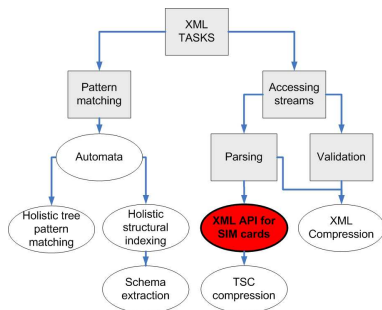 XML
TASKS
Pattern
matching
Accessing
streams
Automata
Parsing
Validation
Holistic tree
pattern
matching
Holistic
structural
indexing
XML API for
SIM cards
XML
Compression
Schema
extraction
TSC
compression